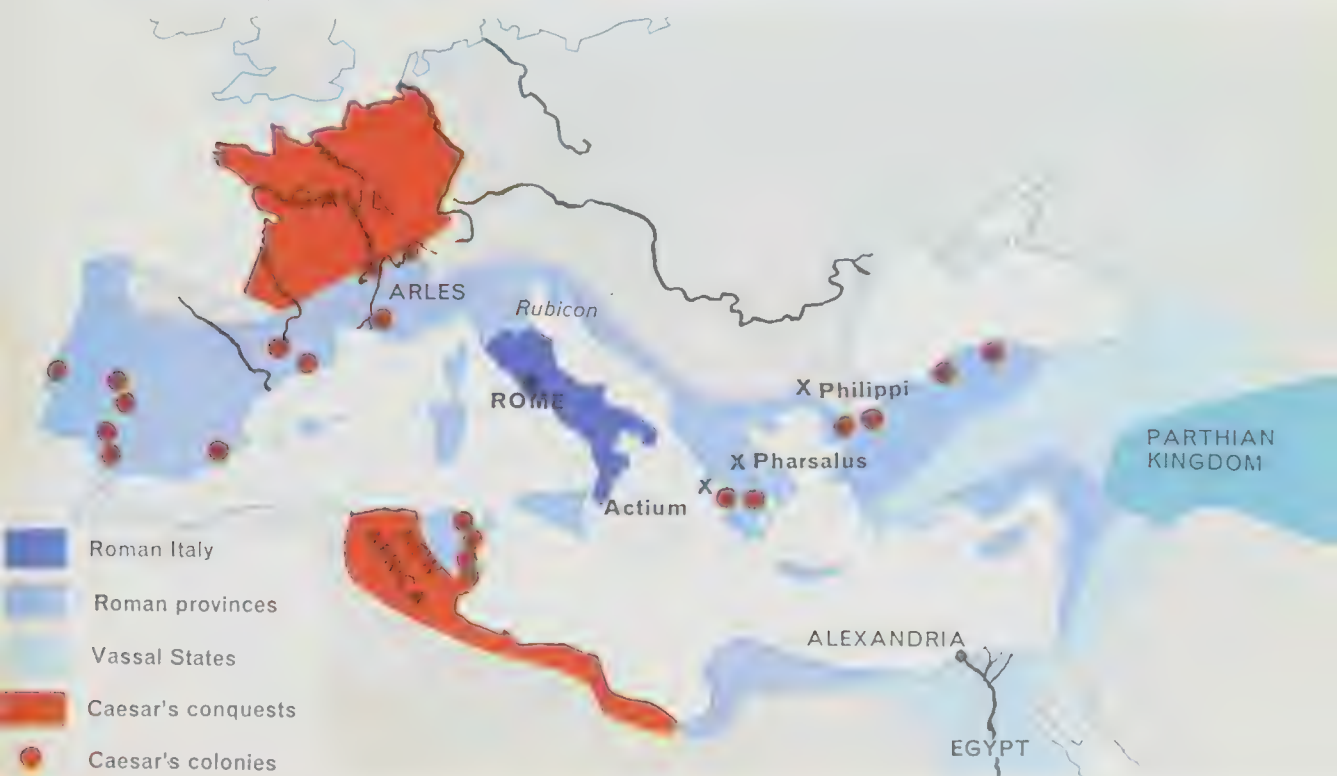 GAUL
ARLES
Rubicon
ROME
X Philippi
X Pharsalus
X
Actium
PARTHIAN
KINGDOM
ALEXANDRIA
EGYPT
Roman Italy
Roman provinces
Vassal States
Caesar's conquests
Caesar's colonies